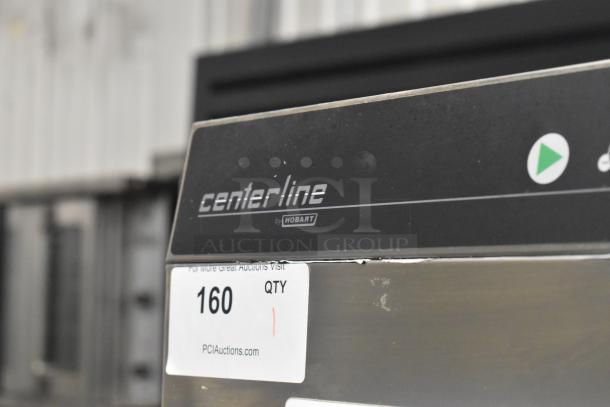 centerline
by HOBART
PCI
AUCTION GROUP
For More Great Auctions Visit
160
QTY
1
PCIAuctions.com